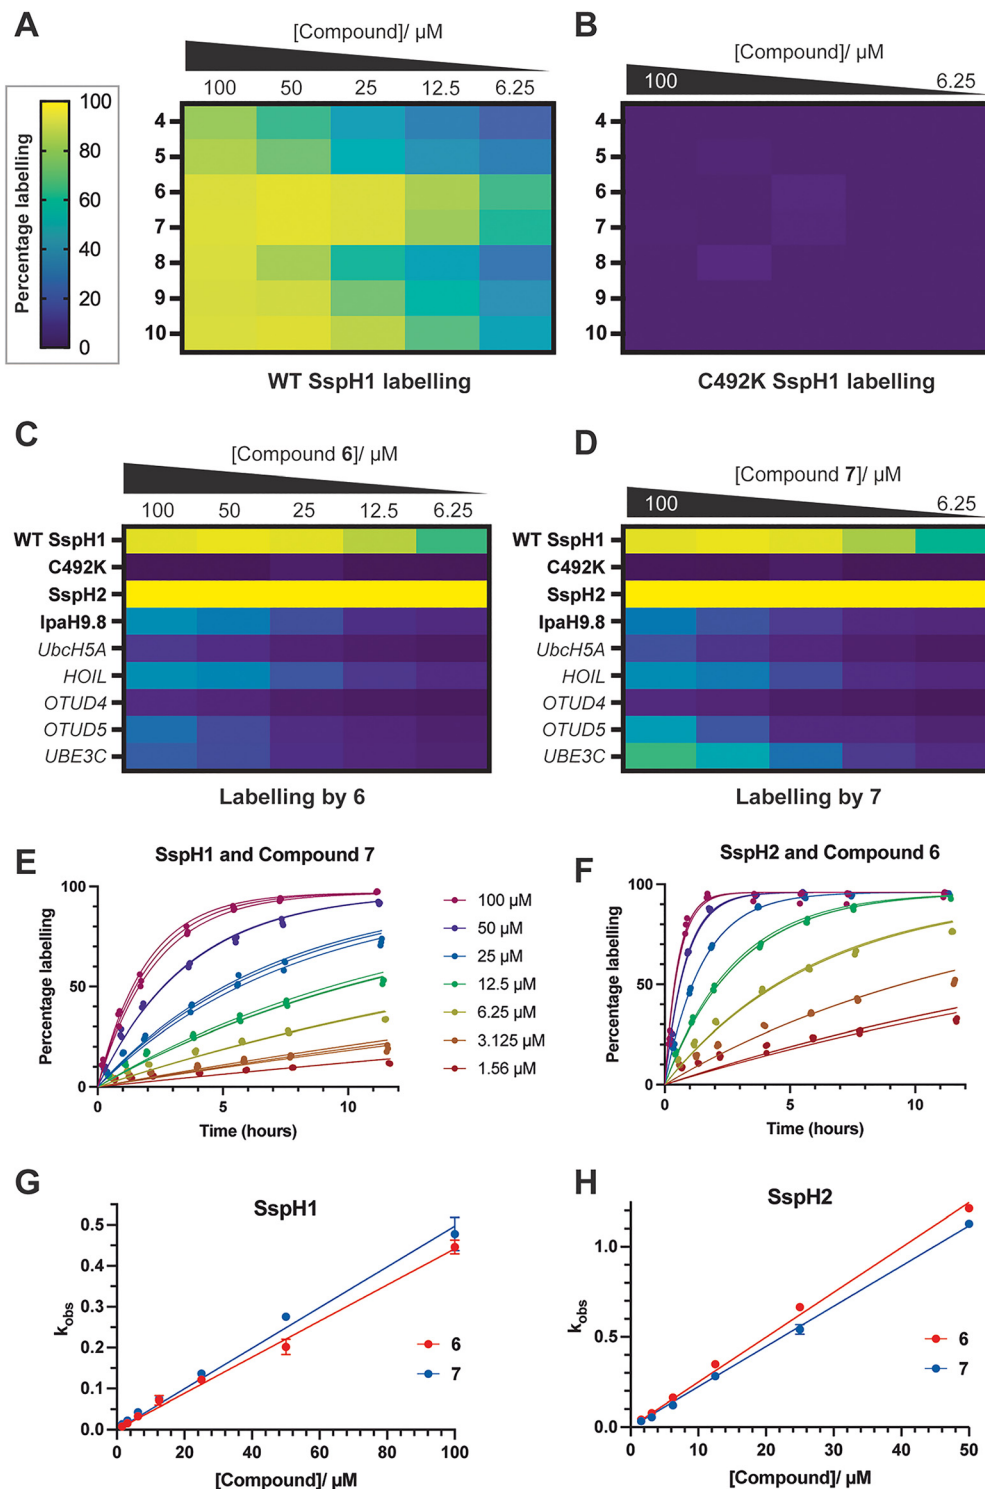 A
[Compound]/ µM
100 50 25 12.5 6.25
Percentage labelling
100
80
60
40
20
0
4
5
6
7
8
9
10
WT SspH1 labelling
B
[Compound]/ µM
100 6.25
4
5
6
7
8
9
10
C492K SspH1 labelling
C
[Compound 6]/ µM
100 50 25 12.5 6.25
WT SspH1
C492K
SspH2
IpaH9.8
UbcH5A
HOIL
OTUD4
OTUD5
UBE3C
Labelling by 6
D
[Compound 7]/ µM
100 6.25
WT SspH1
C492K
SspH2
IpaH9.8
UbcH5A
HOIL
OTUD4
OTUD5
UBE3C
Labelling by 7
E
SspH1 and Compound 7
Percentage labelling
100
50
0
0 5 10
Time (hours)
100 µM
50 µM
25 µM
12.5 µM
6.25 µM
3.125 µM
1.56 µM
F
SspH2 and Compound 6
Percentage labelling
100
50
0
0 5 10
Time (hours)
G
SspH1
kobs
0.5
0.4
0.3
0.2
0.1
0.0
0 20 40 60 80 100
[Compound]/ µM
6
7
H
SspH2
kobs
1.0
0.5
0.0
0 10 20 30 40 50
[Compound]/ µM
6
7